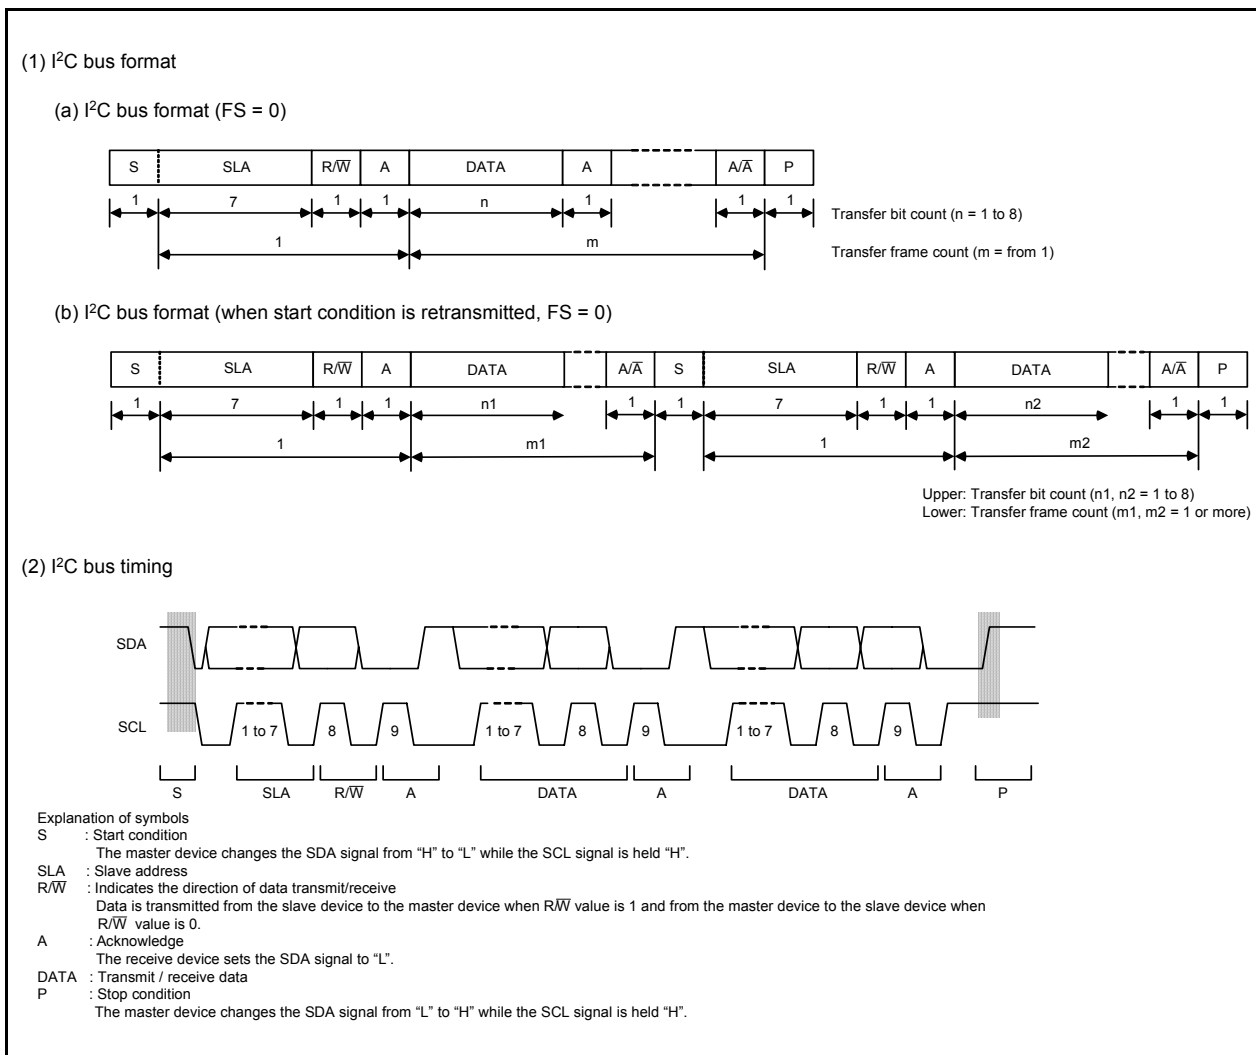 (1) I²C bus format
(a) I²C bus format (FS = 0)
S SLA R/W̅ A DATA A A/A̅ P
1 7 1 1 n 1 1 1
Transfer bit count (n = 1 to 8)
1 m
Transfer frame count (m = from 1)
(b) I²C bus format (when start condition is retransmitted, FS = 0)
S SLA R/W̅ A DATA A/A̅ S SLA R/W̅ A DATA A/A̅ P
1 7 1 1 n1 1 1 7 1 1 n2 1 1
1 m1 1 m2
Upper: Transfer bit count (n1, n2 = 1 to 8)
Lower: Transfer frame count (m1, m2 = 1 or more)
(2) I²C bus timing
SDA
SCL 1 to 7 8 9 1 to 7 8 9 1 to 7 8 9
S SLA R/W̅ A DATA A DATA A P
Explanation of symbols
S : Start condition
The master device changes the SDA signal from “H” to “L” while the SCL signal is held “H”.
SLA : Slave address
R/W̅ : Indicates the direction of data transmit/receive
Data is transmitted from the slave device to the master device when R/W̅ value is 1 and from the master device to the slave device when
R/W̅ value is 0.
A : Acknowledge
The receive device sets the SDA signal to “L”.
DATA : Transmit / receive data
P : Stop condition
The master device changes the SDA signal from “L” to “H” while the SCL signal is held “H”.